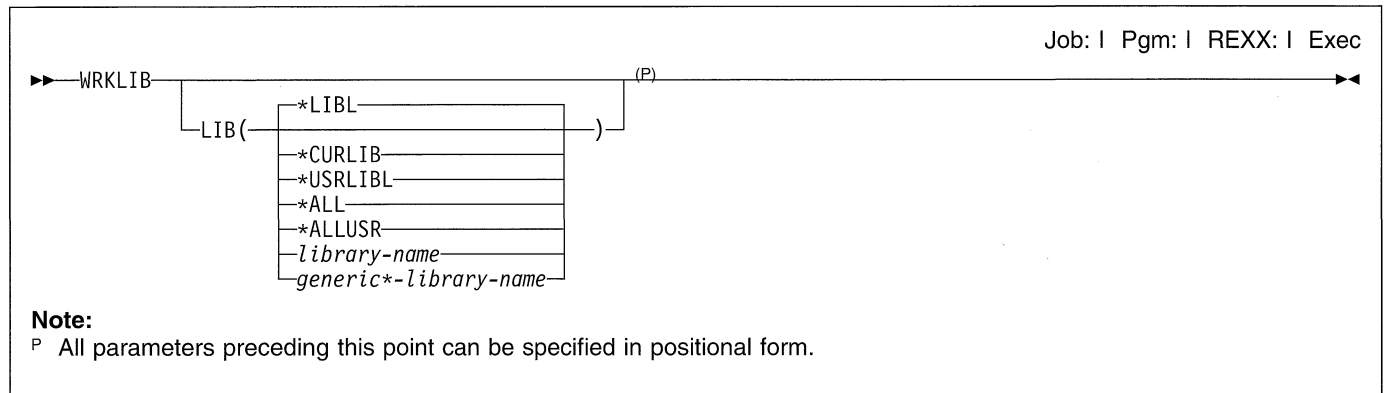 Job: I Pgm: I REXX: I Exec
WRKLIB (P)
*LIBL
LIB( )
*CURLIB
*USRLIBL
*ALL
*ALLUSR
library-name
generic*-library-name
Note:
P All parameters preceding this point can be specified in positional form.